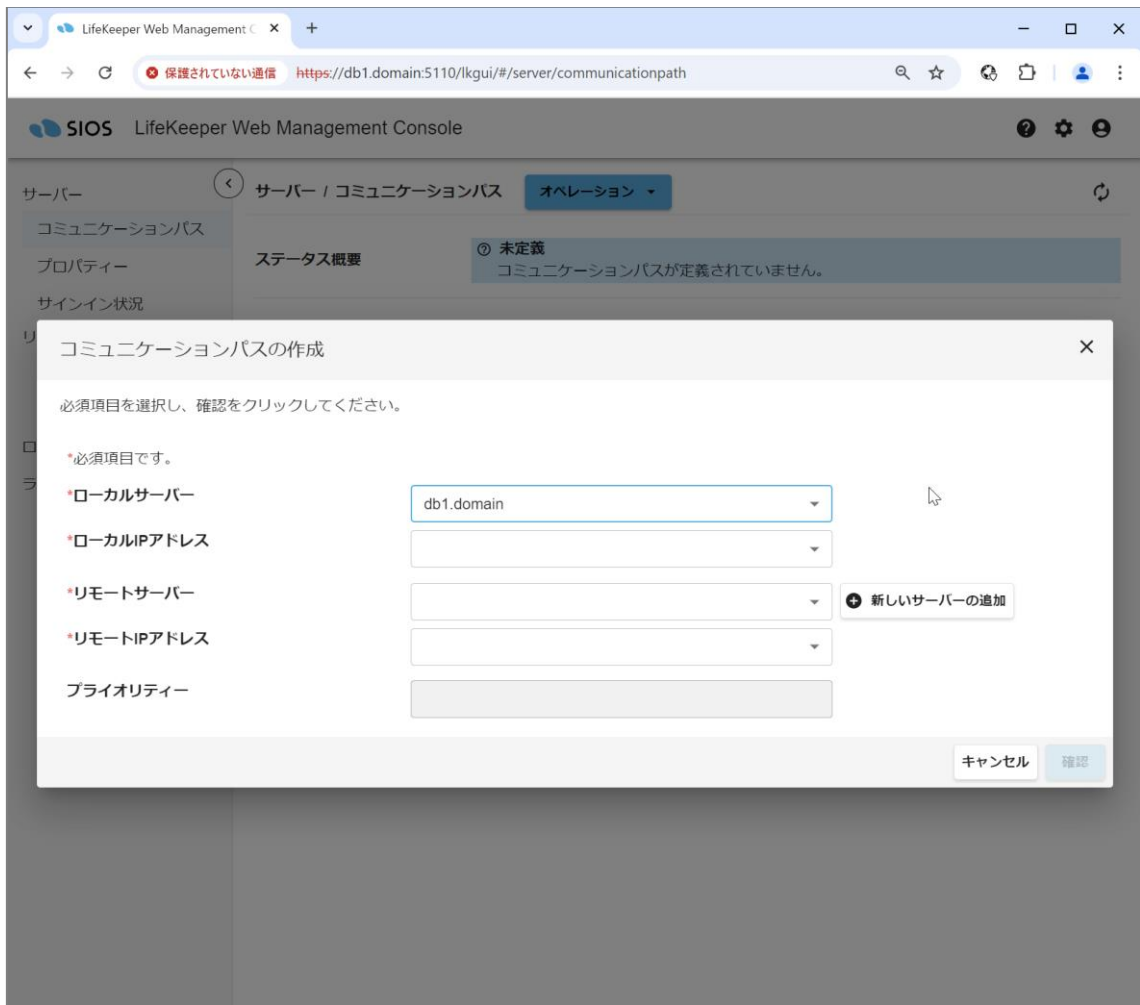 LifeKeeper Web Management C
保護されていない通信 https://db1.domain:5110/lkgui/#/server/communicationpath
SIOS LifeKeeper Web Management Console
サーバー
サーバー / コミュニケーションパス オペレーション
コミュニケーションパス
プロパティー
サインイン状況
ステータス概要
未定義
コミュニケーションパスが定義されていません。
リ
コミュニケーションパスの作成
必須項目を選択し、確認をクリックしてください。
ロ
*必須項目です。
ラ
*ローカルサーバー db1.domain
*ローカルIPアドレス
*リモートサーバー 新しいサーバーの追加
*リモートIPアドレス
プライオリティー
キャンセル 確認